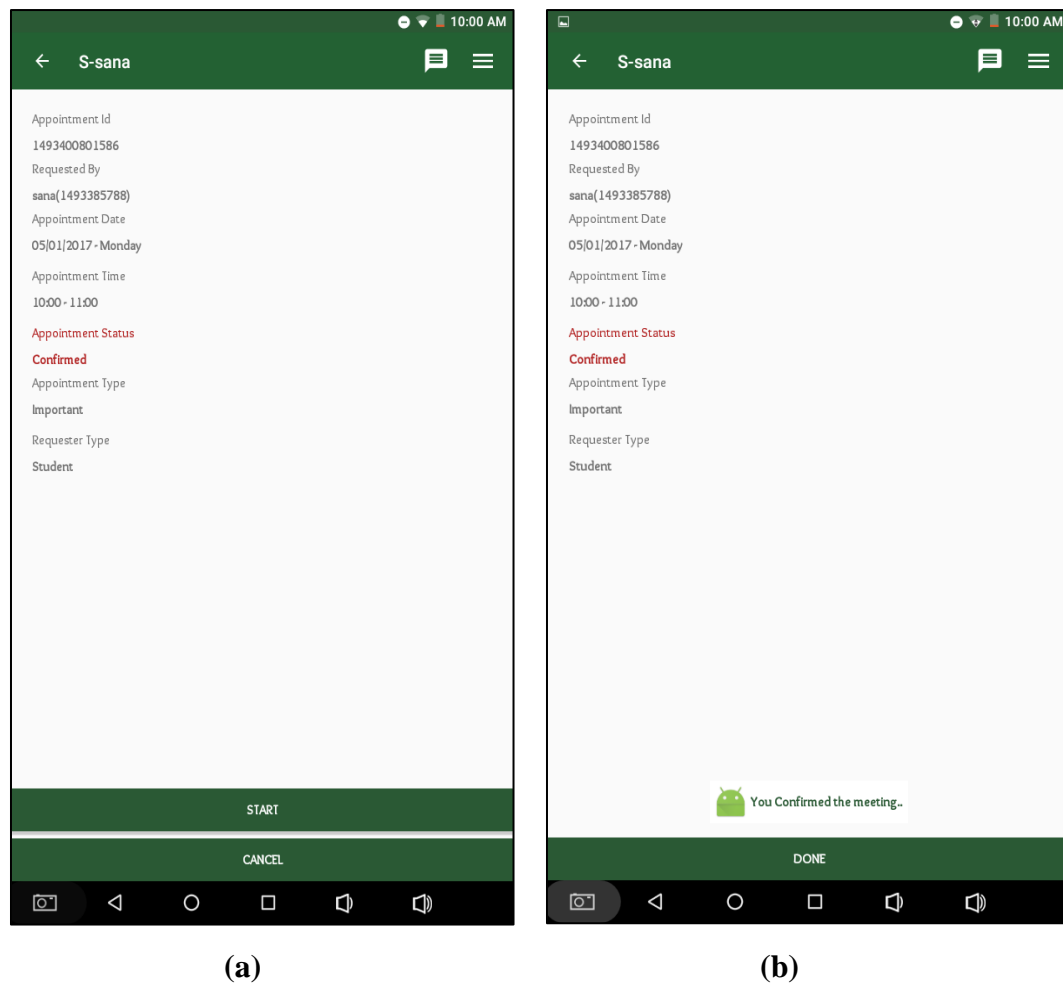 10:00 AM
S-sana
Appointment Id
1493400801586
Requested By
sana(1493385788)
Appointment Date
05/01/2017 - Monday
Appointment Time
10:00 - 11:00
Appointment Status
Confirmed
Appointment Type
Important
Requester Type
Student
START
CANCEL
(a)
10:00 AM
S-sana
Appointment Id
1493400801586
Requested By
sana(1493385788)
Appointment Date
05/01/2017 - Monday
Appointment Time
10:00 - 11:00
Appointment Status
Confirmed
Appointment Type
Important
Requester Type
Student
You Confirmed the meeting..
DONE
(b)